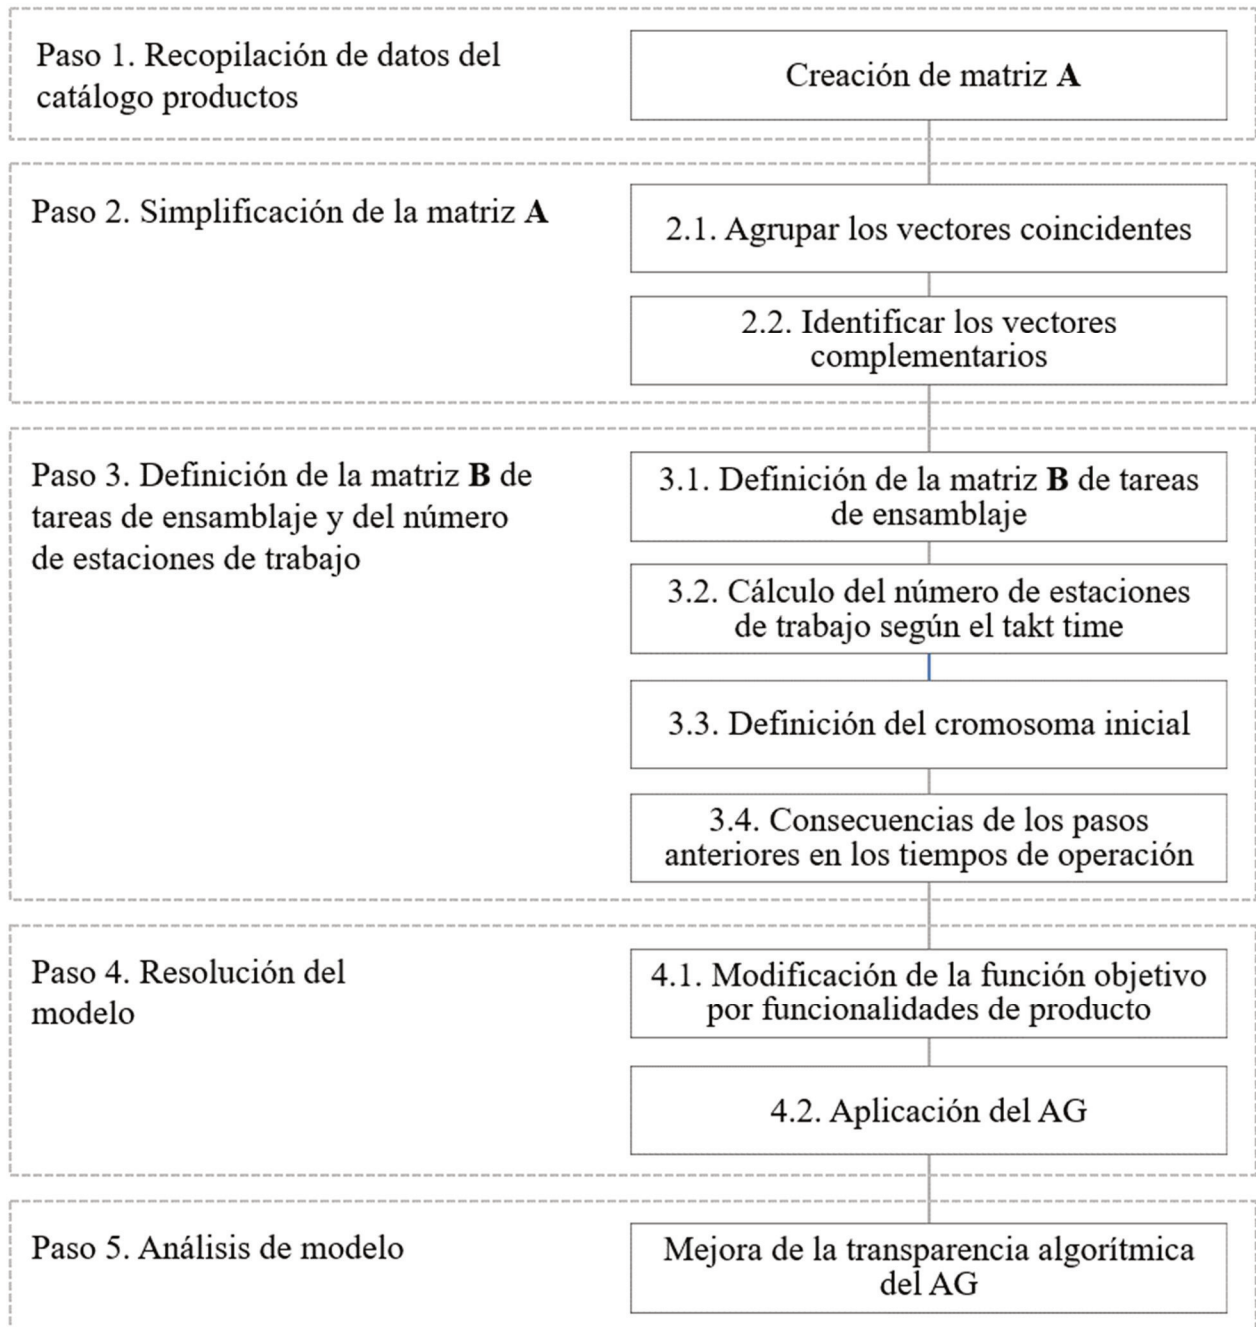 Paso 1. Recopilación de datos del
catálogo productos
Creación de matriz A
Paso 2. Simplificación de la matriz A
2.1. Agrupar los vectores coincidentes
2.2. Identificar los vectores
complementarios
Paso 3. Definición de la matriz B de
tareas de ensamblaje y del número
de estaciones de trabajo
3.1. Definición de la matriz B de tareas
de ensamblaje
3.2. Cálculo del número de estaciones
de trabajo según el takt time
3.3. Definición del cromosoma inicial
3.4. Consecuencias de los pasos
anteriores en los tiempos de operación
Paso 4. Resolución del
modelo
4.1. Modificación de la función objetivo
por funcionalidades de producto
4.2. Aplicación del AG
Paso 5. Análisis de modelo
Mejora de la transparencia algorítmica
del AG